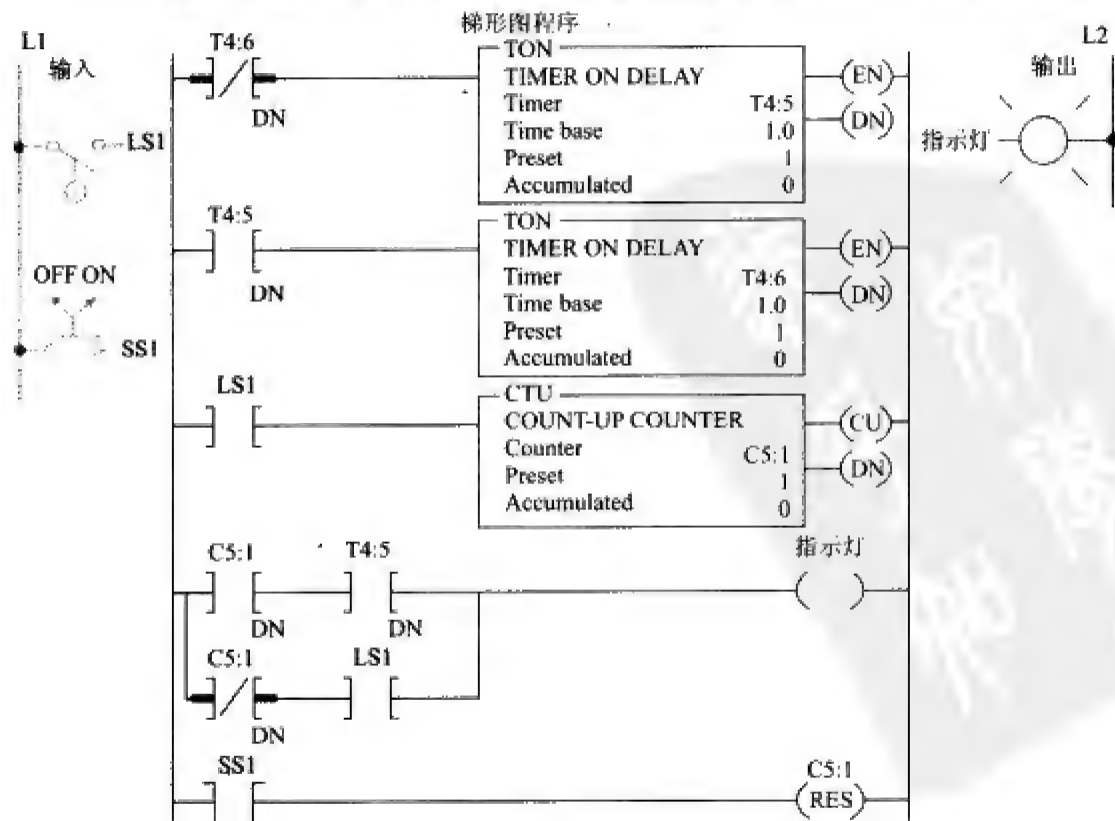 梯形图程序
L1
输入
LS1
OFF ON
SS1
L2
输出
指示灯
T4:6
DN
TON
TIMER ON DELAY
Timer T4:5
Time base 1.0
Preset 1
Accumulated 0
EN
DN
T4:5
DN
TON
TIMER ON DELAY
Timer T4:6
Time base 1.0
Preset 1
Accumulated 0
EN
DN
LS1
CTU
COUNT-UP COUNTER
Counter C5:1
Preset 1
Accumulated 0
CU
DN
C5:1 T4:5 指示灯
DN DN
C5:1 LS1
DN
SS1 C5:1
RES